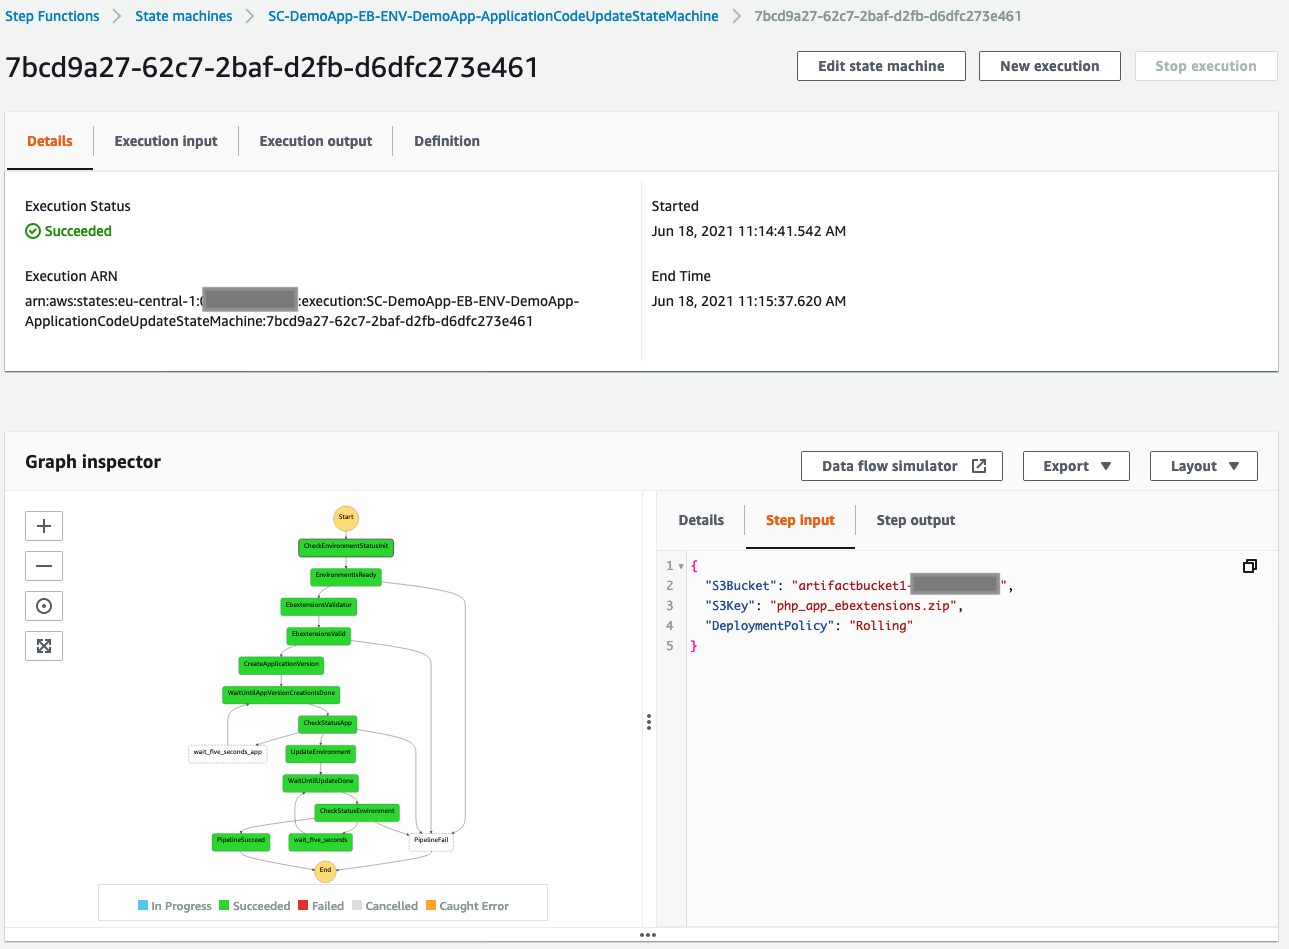 Step Functions > State machines > SC-DemoApp-EB-ENV-DemoApp-ApplicationCodeUpdateStateMachine > 7bcd9a27-62c7-2baf-d2fb-d6dfc273e461
7bcd9a27-62c7-2baf-d2fb-d6dfc273e461
Edit state machine
New execution
Stop execution
Details
Execution input
Execution output
Definition
Execution Status
Succeeded
Execution ARN
arn:aws:states:eu-central-1: :execution:SC-DemoApp-EB-ENV-DemoApp-
ApplicationCodeUpdateStateMachine:7bcd9a27-62c7-2baf-d2fb-d6dfc273e461
Started
Jun 18, 2021 11:14:41.542 AM
End Time
Jun 18, 2021 11:15:37.620 AM
Graph inspector
Data flow simulator
Export
Layout
Start
CheckEnvironmentStatusInit
EnvironmentIsReady
EbextensionsValidator
EbextensionsValid
CreateApplicationVersion
WaitUntilAppVersionCreationIsDone
CheckStatusApp
wait_five_seconds_app
UpdateEnvironment
WaitUntilUpdateDone
CheckStatusEnvironment
PipelineSucceed
wait_five_seconds
PipelineFail
End
In Progress
Succeeded
Failed
Cancelled
Caught Error
Details
Step input
Step output
1 {
2 "S3Bucket": "artifactbucket1- ",
3 "S3Key": "php_app_ebextensions.zip",
4 "DeploymentPolicy": "Rolling"
5 }